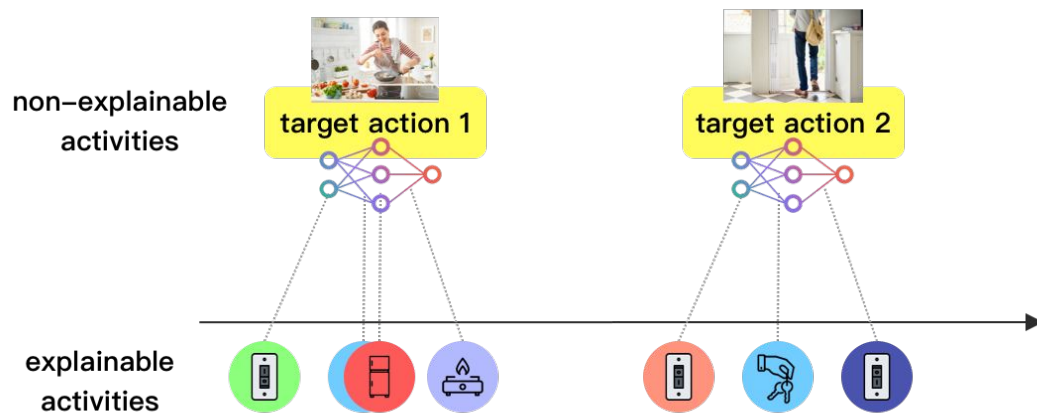 non-explainable
activities
target action 1
target action 2
explainable
activities